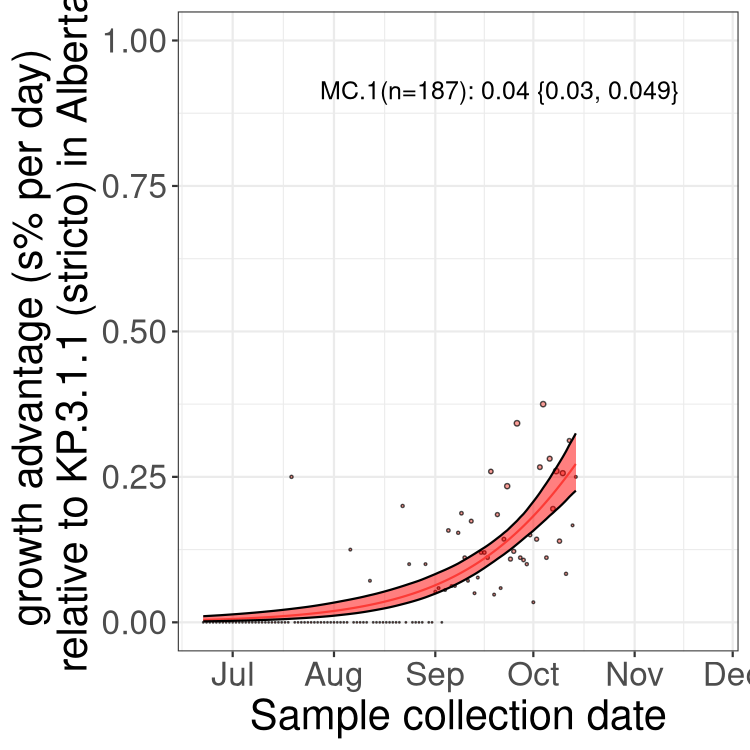 growth advantage (s% per day)
relative to KP.3.1.1 (stricto) in Alberta
1.00
0.75
0.50
0.25
0.00
MC.1(n=187): 0.04 {0.03, 0.049}
Jul Aug Sep Oct Nov Dec
Sample collection date